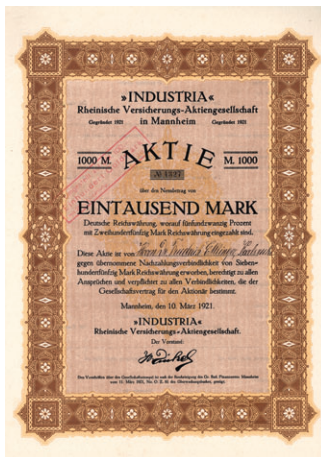 »INDUSTRIA«
Rheinische Versicherungs-Aktiengesellschaft
Gegründet 1921 in Mannheim Gegründet 1921
1000 M. AKTIE M. 1000
№ 1327
über den Nennbetrag von
EINTAUSEND MARK
Deutsche Reichswährung, worauf fünfundzwanzig Prozent
mit Zweihundertfünfzig Mark Reichswährung eingezahlt sind.
Diese Aktie ist von
gegen übernommene Nachzahlungsverbindlichkeit von Sieben-
hundertfünfzig Mark Reichswährung erworben, berechtigt zu allen
Ansprüchen und verpflichtet zu allen Verbindlichkeiten, die der
Gesellschaftsvertrag für den Aktionär bestimmt.
Mannheim, den 10. März 1921.
»INDUSTRIA«
Rheinische Versicherungs-Aktiengesellschaft.
Der Vorstand: